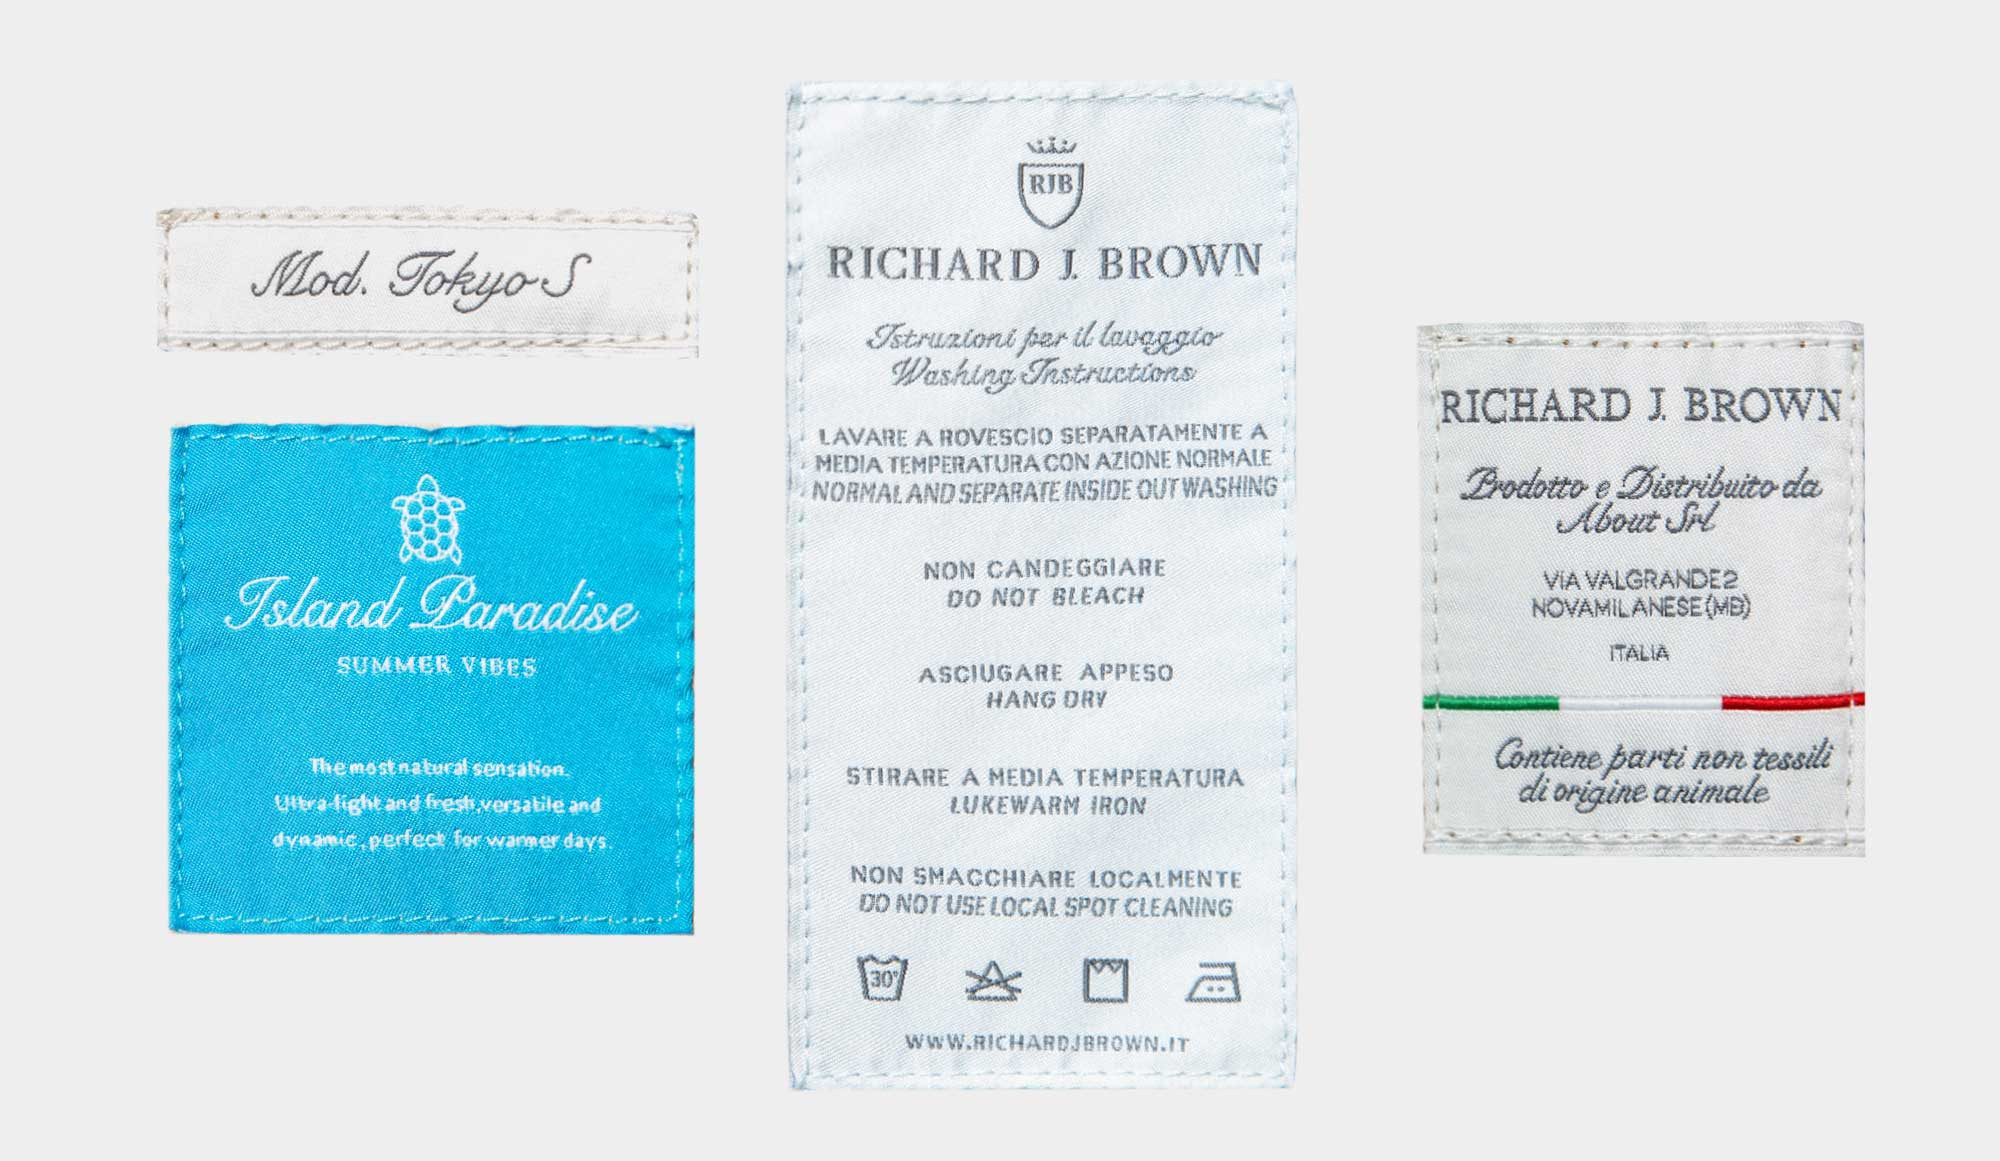 Mod. Tokyo S
Island Paradise
SUMMER VIBES
The most natural sensation.
Ultra-light and fresh, versatile and
dynamic, perfect for warmer days.
RJB
RICHARD J. BROWN
Istruzioni per il lavaggio
Washing Instructions
LAVARE A ROVESCIO SEPARATAMENTE A
MEDIA TEMPERATURA CON AZIONE NORMALE
NORMAL AND SEPARATE INSIDE OUT WASHING
NON CANDEGGIARE
DO NOT BLEACH
ASCIUGARE APPESO
HANG DRY
STIRARE A MEDIA TEMPERATURA
LUKEWARM IRON
NON SMACCHIARE LOCALMENTE
DO NOT USE LOCAL SPOT CLEANING
30°
WWW.RICHARDJBROWN.IT
RICHARD J. BROWN
Prodotto e Distribuito da
About Srl
VIA VALGRANDE 2
NOVA MILANESE (MB)
ITALIA
Contiene parti non tessili
di origine animale